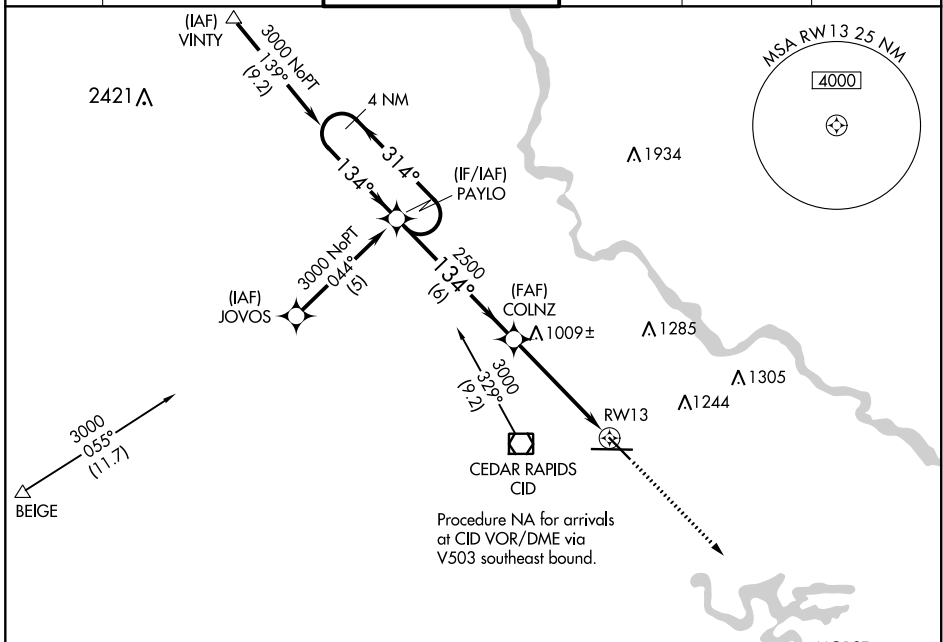 (IAF)
VINTY
3000 NoPT
139°
(9.2)
MSA RW13 25 NM
4000
2421
4 NM
314°
134°
1934
(IF/IAF)
PAYLO
3000 NoPT
044°
(5)
2500
134°
(6)
(IAF)
JOVOS
(FAF)
COLNZ
1009±
1285
3000
329°
(9.2)
1305
1244
RW13
3000
055°
(11.7)
BEIGE
CEDAR RAPIDS
CID
Procedure NA for arrivals
at CID VOR/DME via
V503 southeast bound.